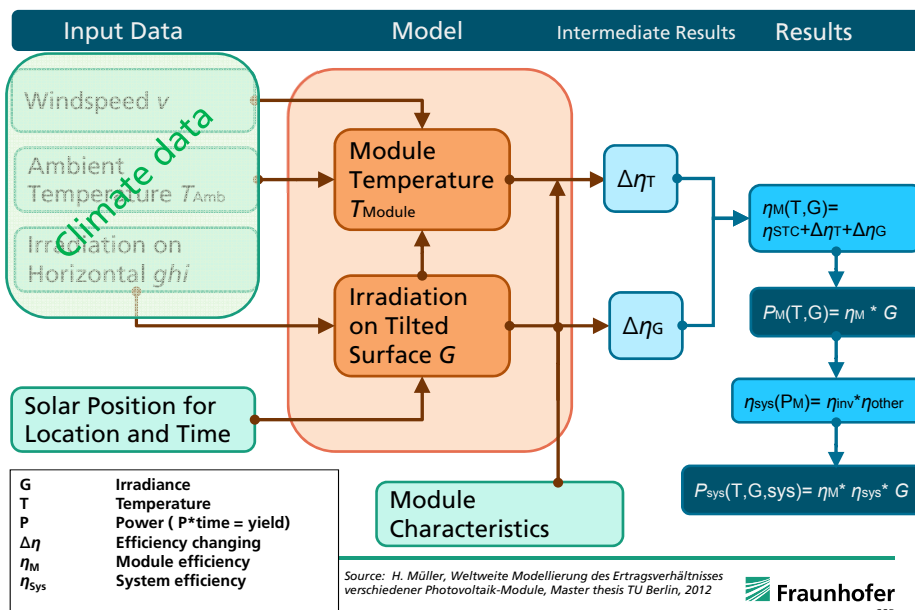 Input Data
Model
Intermediate Results
Results
Windspeed v
Ambient
Temperature TAmb
Irradiation on
Horizontal ghi
Climate data
Solar Position for
Location and Time
Module
Temperature
TModule
Irradiation
on Tilted
Surface G
Module
Characteristics
ΔηT
ΔηG
ηM(T,G)=
ηSTC+ΔηT+ΔηG
PM(T,G)= ηM * G
ηsys(PM)= ηinv*ηother
Psys(T,G,sys)= ηM* ηsys* G
G Irradiance
T Temperature
P Power ( P*time = yield)
Δη Efficiency changing
ηM Module efficiency
ηSys System efficiency
Source: H. Müller, Weltweite Modellierung des Ertragsverhältnisses
verschiedener Photovoltaik-Module, Master thesis TU Berlin, 2012
Fraunhofer